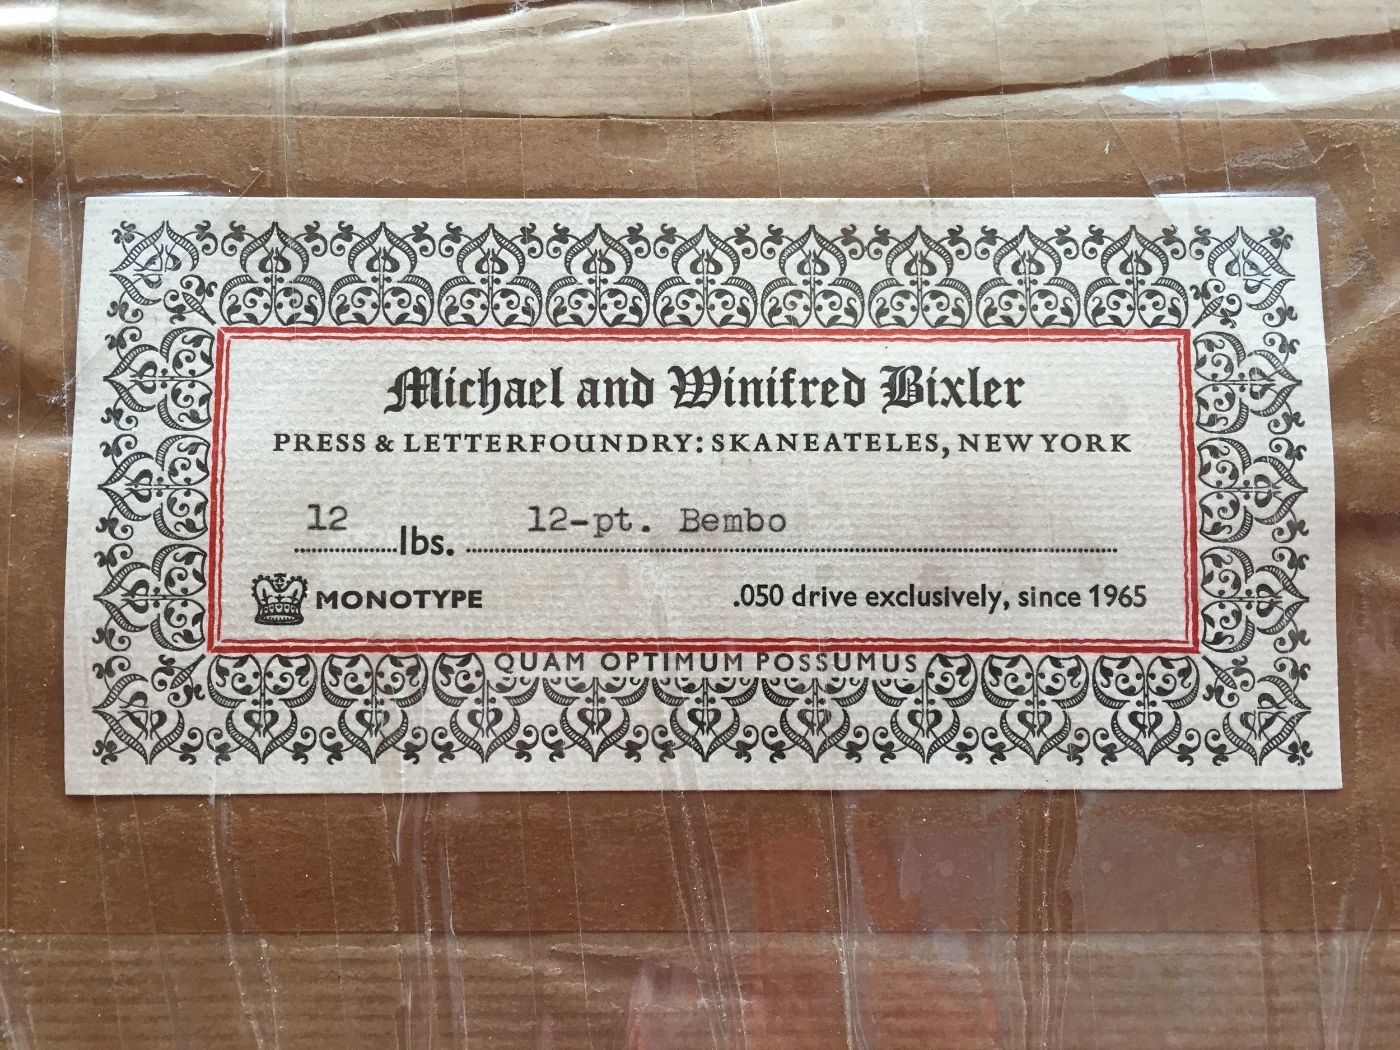 Michael and Winifred Bixler
PRESS & LETTERFOUNDRY: SKANEATELES, NEW YORK
12 lbs. 12-pt. Bembo
MONOTYPE .050 drive exclusively, since 1965
QUAM OPTIMUM POSSUMUS